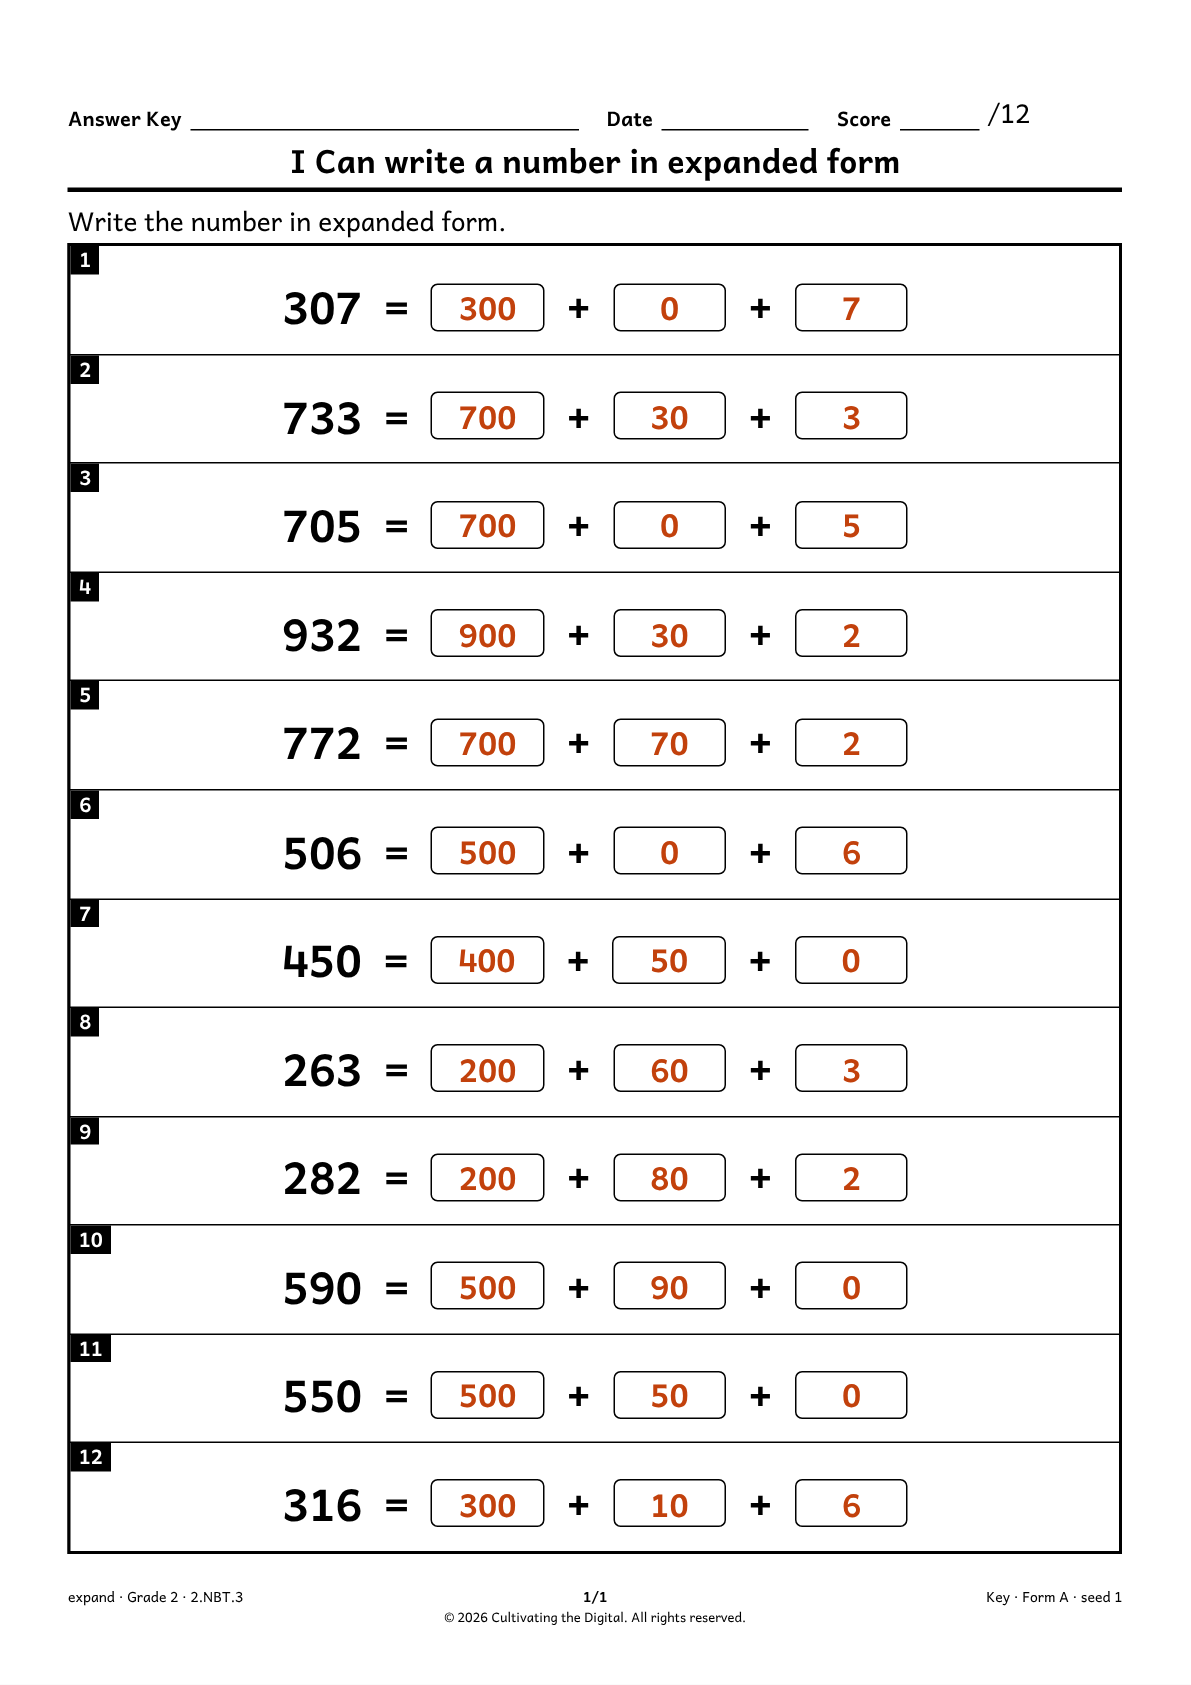 Answer Key Date Score /12
I Can write a number in expanded form
Write the number in expanded form.
1
307 = 300 + 0 + 7
2
733 = 700 + 30 + 3
3
705 = 700 + 0 + 5
4
932 = 900 + 30 + 2
5
772 = 700 + 70 + 2
6
506 = 500 + 0 + 6
7
450 = 400 + 50 + 0
8
263 = 200 + 60 + 3
9
282 = 200 + 80 + 2
10
590 = 500 + 90 + 0
11
550 = 500 + 50 + 0
12
316 = 300 + 10 + 6
expand · Grade 2 · 2.NBT.3 1/1 Key · Form A · seed 1
© 2026 Cultivating the Digital. All rights reserved.